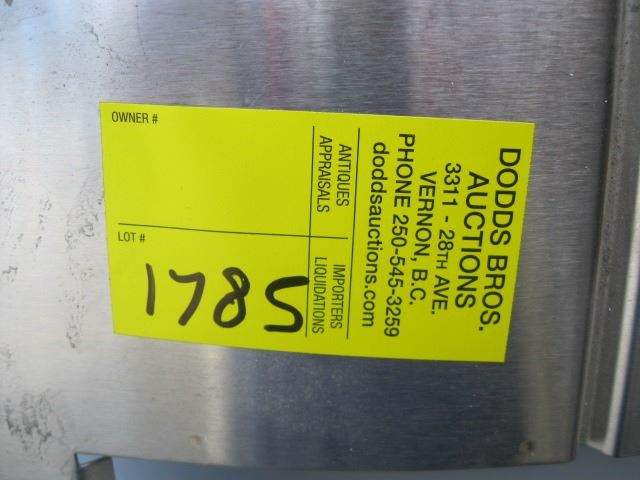 DODDS BROS.
AUCTIONS
3311 - 28TH AVE.
VERNON, B.C.
PHONE 250-545-3259
doddsauctions.com
ANTIQUES IMPORTERS
APPRAISALS LIQUIDATIONS
OWNER #
LOT #
1785